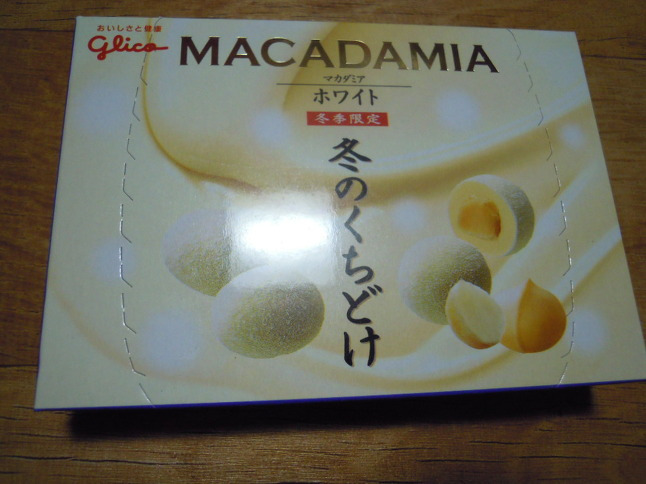 おいしさと健康
Glico
MACADAMIA
マカダミア
ホワイト
冬季限定
冬のくちどけ